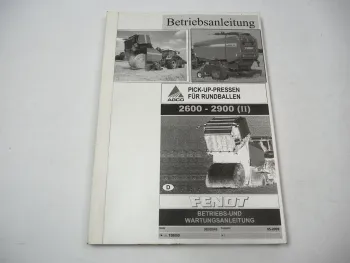 Betriebsanleitung
AGCO
PICK-UP-PRESSEN
FÜR RUNDBALLEN
2600 - 2900 (II)
D
FENDT
BETRIEBS-UND
WARTUNGSANLEITUNG